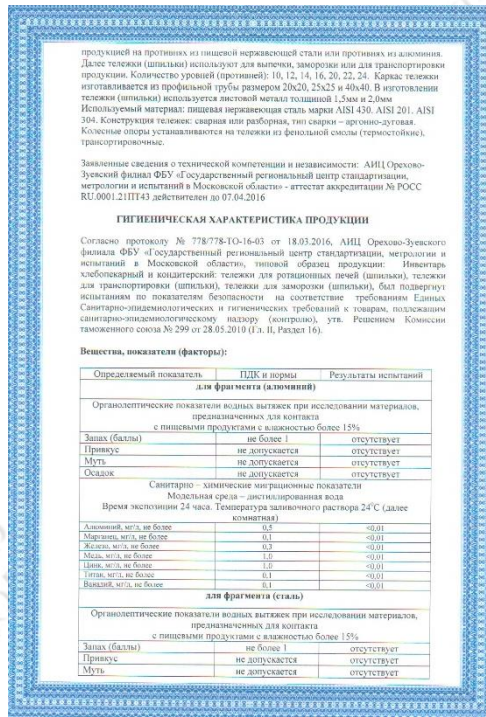 продукцией на противнях из пищевой нержавеющей стали или противнях из алюминия.
Далее тележки (шпильки) используют для выпечки, заморозки или для транспортировки
продукции. Количество уровней (противней): 10, 12, 14, 16, 20, 22, 24. Каркас тележки
изготавливается из профильной трубы размером 20х20, 25х25 и 40х40. В изготовлении
тележки (шпильки) используется листовой металл толщиной 1,5мм и 2,0мм
Используемый материал: пищевая нержавеющая сталь марки AISI 430. AISI 201. AISI
304. Конструкция тележек: сварная или разборная, тип сварки – аргонно-дуговая.
Колесные опоры устанавливаются на тележки из фенольной смолы (термостойкие),
трансортировочные.
Заявленные сведения о технической компетенции и независимости: АИЦ Орехово-
Зуевский филиал ФБУ «Государственный региональный центр стандартизации,
метрологии и испытаний в Московской области» - аттестат аккредитации № РОСС
RU.0001.21ПТ43 действителен до 07.04.2016
ГИГИЕНИЧЕСКАЯ ХАРАКТЕРИСТИКА ПРОДУКЦИИ
Согласно протоколу № 778/778-ТО-16-03 от 18.03.2016, АИЦ Орехово-Зуевского
филиала ФБУ «Государственный региональный центр стандартизации, метрологии и
испытаний в Московской области», типовой образец продукции: Инвентарь
хлебопекарный и кондитерский: тележки для ротационных печей (шпильки), тележки
для транспортировки (шпильки), тележки для заморозки (шпильки), был подвергнут
испытаниям по показателям безопасности на соответствие требованиям Единых
Санитарно-эпидемиологических и гигиенических требований к товарам, подлежащим
санитарно-эпидемиологическому надзору (контролю), утв. Решением Комиссии
таможенного союза № 299 от 28.05.2010 (Гл. II, Раздел 16).
Вещества, показатели (факторы):
Определяемый показатель ПДК и нормы Результаты испытаний
для фрагмента (алюминий)
Органолептические показатели водных вытяжек при исследовании материалов,
предназначенных для контакта
с пищевыми продуктами с влажностью более 15%
Запах (баллы) не более 1 отсутствует
Привкус не допускается отсутствует
Муть не допускается отсутствует
Осадок не допускается отсутствует
Санитарно – химические миграционные показатели
Модельная среда – дистиллированная вода
Время экспозиции 24 часа. Температура заливочного раствора 24˚С (далее
комнатная)
Алюминий, мг/л, не более 0,5 <0,01
Марганец, мг/л, не более 0,1 <0,01
Железо, мг/л, не более 0,3 <0,01
Медь, мг/л, не более 1,0 <0,01
Цинк, мг/л, не более 1,0 <0,01
Титан, мг/л, не более 0,1 <0,01
Ванадий, мг/л, не более 0,1 <0,01
для фрагмента (сталь)
Органолептические показатели водных вытяжек при исследовании материалов,
предназначенных для контакта
с пищевыми продуктами с влажностью более 15%
Запах (баллы) не более 1 отсутствует
Привкус не допускается отсутствует
Муть не допускается отсутствует